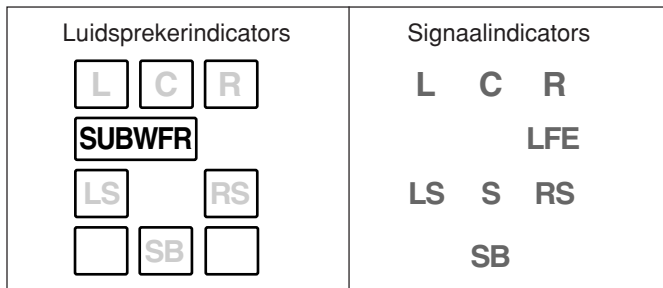 Luidsprekerindicators
L C R
SUBWFR
LS RS
SB
Signaalindicators
L C R
LFE
LS S RS
SB